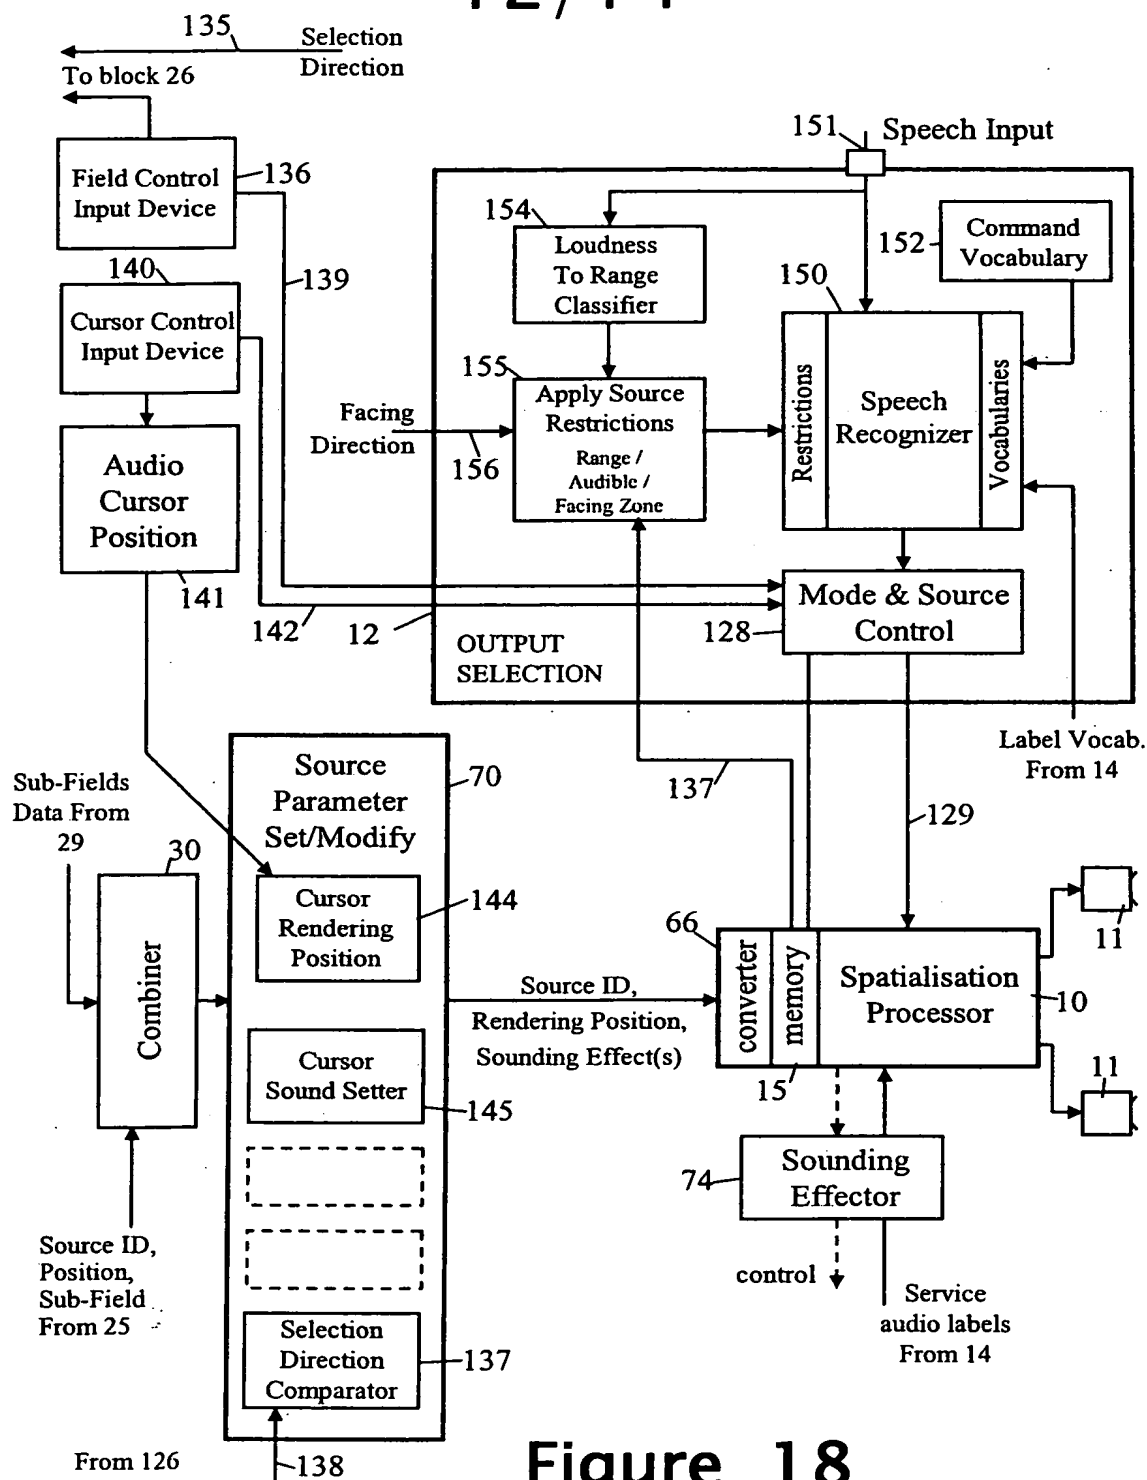 135
Selection
Direction
To block 26
Field Control
Input Device
136
139
140
Cursor Control
Input Device
Audio
Cursor
Position
141
142
151
Speech Input
154
Loudness
To Range
Classifier
152
Command
Vocabulary
150
155
Apply Source
Restrictions
Range /
Audible /
Facing Zone
Facing
Direction
156
Restrictions
Speech
Recognizer
Vocabularies
12
OUTPUT
SELECTION
128
Mode & Source
Control
Label Vocab.
From 14
137
129
Sub-Fields
Data From
29
30
Combiner
Source ID,
Position,
Sub-Field
From 25
Source
Parameter
Set/Modify
70
Cursor
Rendering
Position
144
Cursor
Sound Setter
145
Selection
Direction
Comparator
137
From 126
138
Source ID,
Rendering Position,
Sounding Effect(s)
66
converter
memory
15
Spatialisation
Processor
10
11
11
74
Sounding
Effector
control
Service
audio labels
From 14
Figure 18